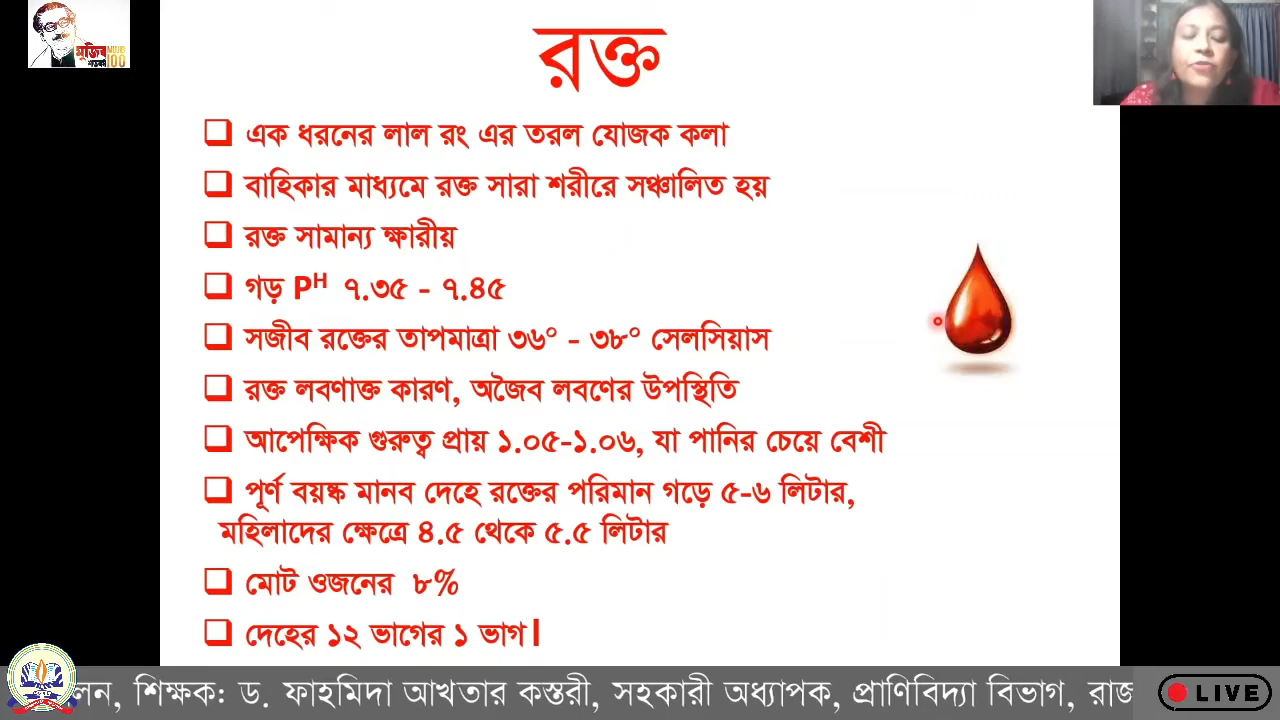 মুজিব
শতবর্ষ
MUJIB
100
রক্ত
এক ধরনের লাল রং এর তরল যোজক কলা
বাহিকার মাধ্যমে রক্ত সারা শরীরে সঞ্চালিত হয়
রক্ত সামান্য ক্ষারীয়
গড় Pᴴ ৭.৩৫ - ৭.৪৫
সজীব রক্তের তাপমাত্রা ৩৬° - ৩৮° সেলসিয়াস
রক্ত লবণাক্ত কারণ, অজৈব লবণের উপস্থিতি
আপেক্ষিক গুরুত্ব প্রায় ১.০৫-১.০৬, যা পানির চেয়ে বেশী
পূর্ণ বয়ষ্ক মানব দেহে রক্তের পরিমান গড়ে ৫-৬ লিটার,
মহিলাদের ক্ষেত্রে ৪.৫ থেকে ৫.৫ লিটার
মোট ওজনের ৮%
দেহের ১২ ভাগের ১ ভাগ।
লন, শিক্ষক: ড. ফাহমিদা আখতার কস্তুরী, সহকারী অধ্যাপক, প্রাণিবিদ্যা বিভাগ, রাজ
LIVE